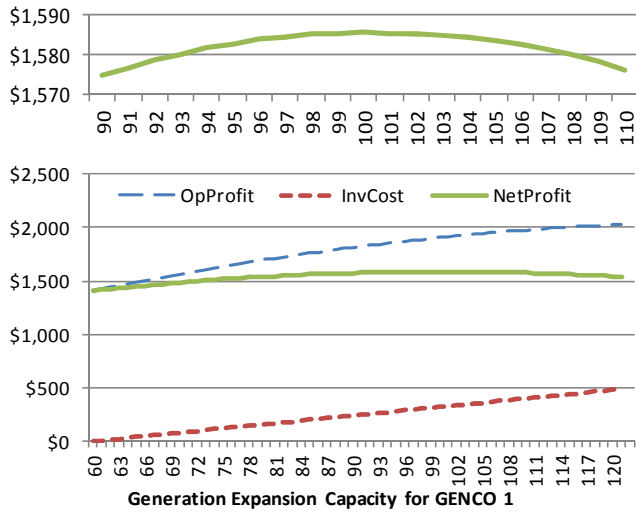 $1,590
$1,580
$1,570
90 91 92 93 94 95 96 97 98 99 100 101 102 103 104 105 106 107 108 109 110
$2,500
OpProfit InvCost NetProfit
$2,000
$1,500
$1,000
$500
$0
60 63 66 69 72 75 78 81 84 87 90 93 96 99 102 105 108 111 114 117 120
Generation Expansion Capacity for GENCO 1